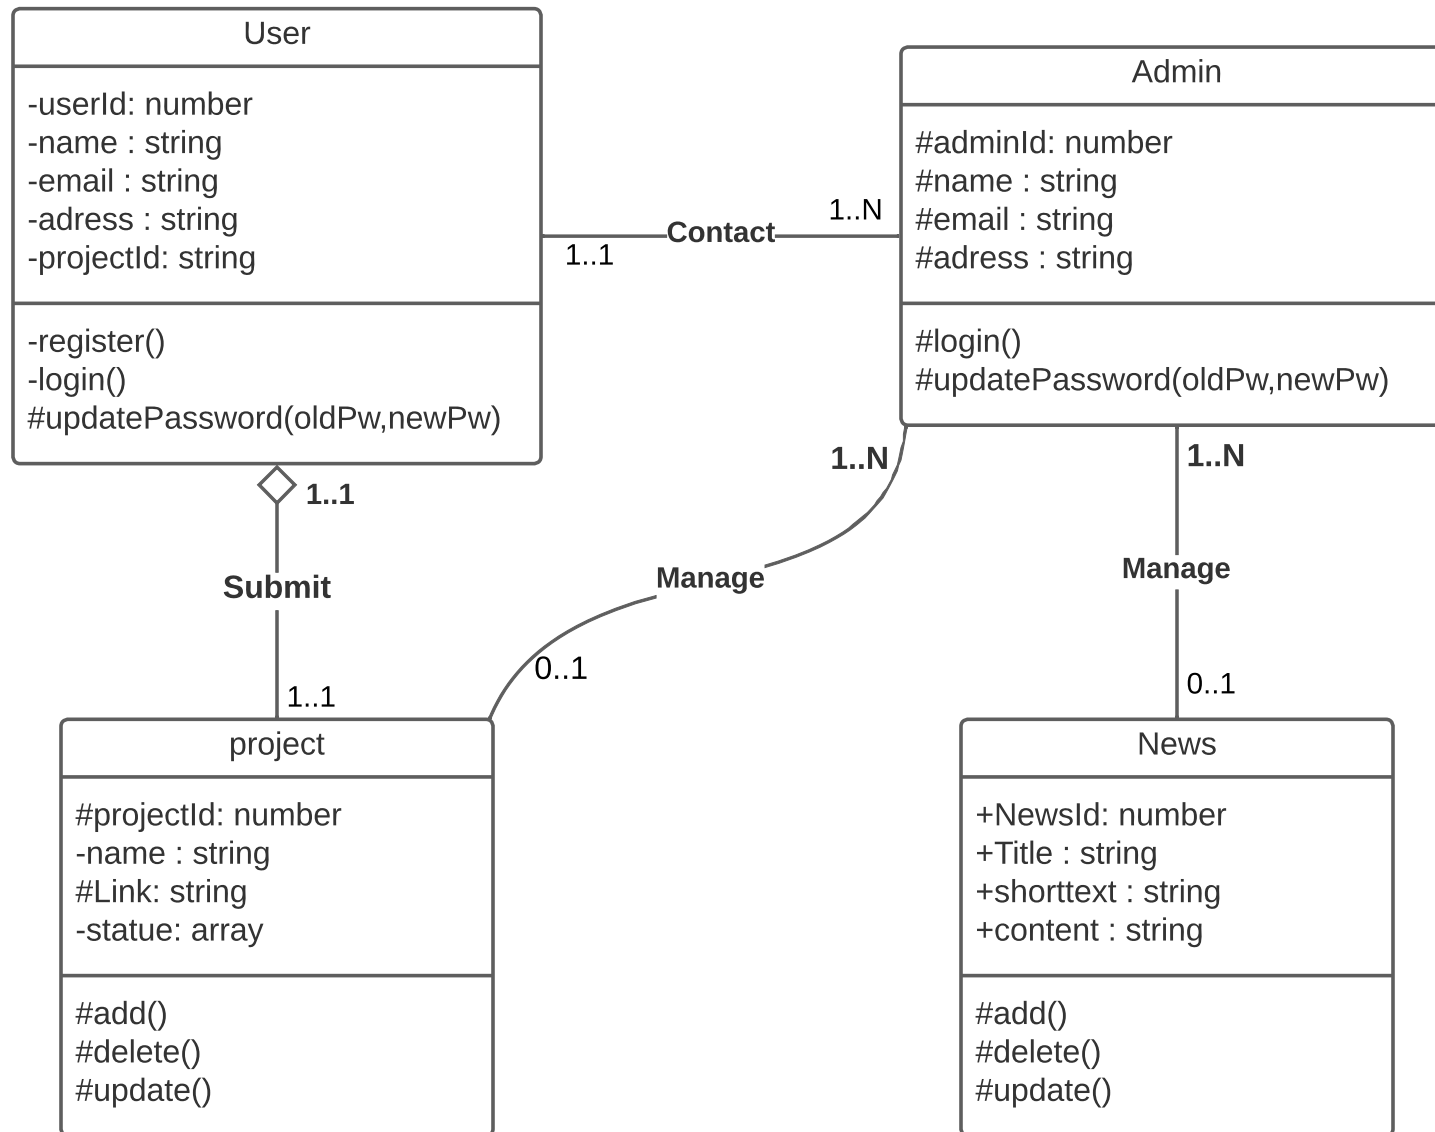 User
-userId: number
-name : string
-email : string
-adress : string
-projectId: string
-register()
-login()
#updatePassword(oldPw,newPw)
Admin
#adminId: number
#name : string
#email : string
#adress : string
#login()
#updatePassword(oldPw,newPw)
1..1
Contact
1..N
1..1
Submit
1..1
1..N
Manage
0..1
1..N
Manage
0..1
project
#projectId: number
-name : string
#Link: string
-statue: array
#add()
#delete()
#update()
News
+NewsId: number
+Title : string
+shorttext : string
+content : string
#add()
#delete()
#update()